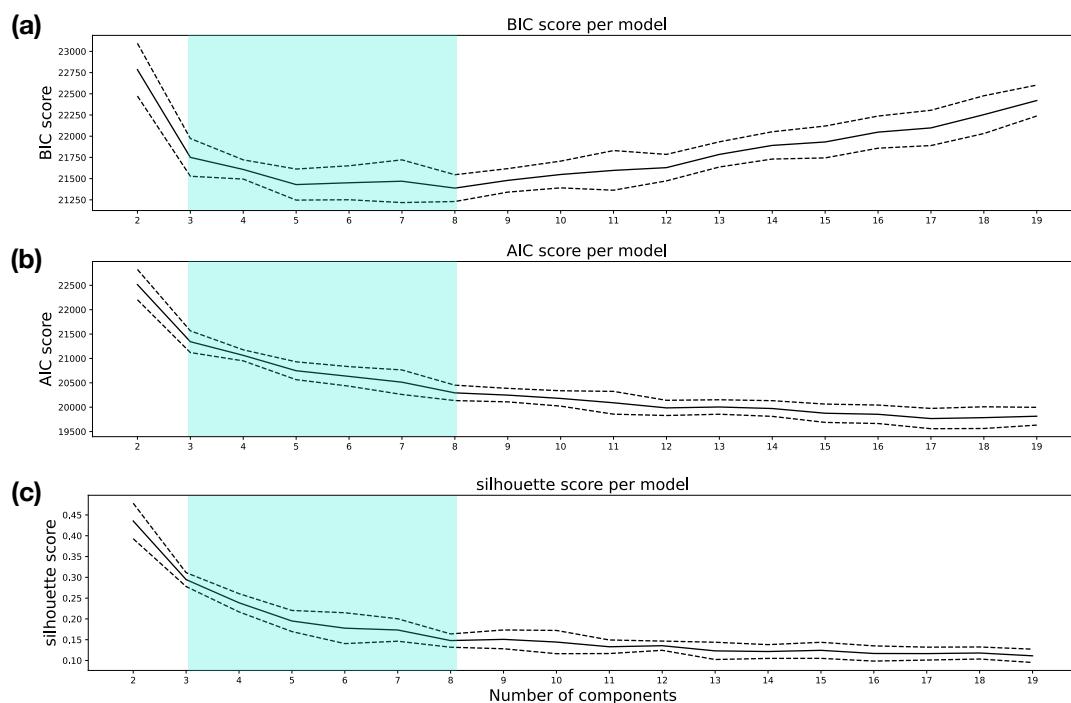 (a)
BIC score per model
BIC score
23000
22750
22500
22250
22000
21750
21500
21250
2 3 4 5 6 7 8 9 10 11 12 13 14 15 16 17 18 19
(b)
AIC score per model
AIC score
22500
22000
21500
21000
20500
20000
19500
2 3 4 5 6 7 8 9 10 11 12 13 14 15 16 17 18 19
(c)
silhouette score per model
silhouette score
0,45
0.40
0.35
0.30
0.25
0.20
0.15
0.10
2 3 4 5 6 7 8 9 10 11 12 13 14 15 16 17 18 19
Number of components